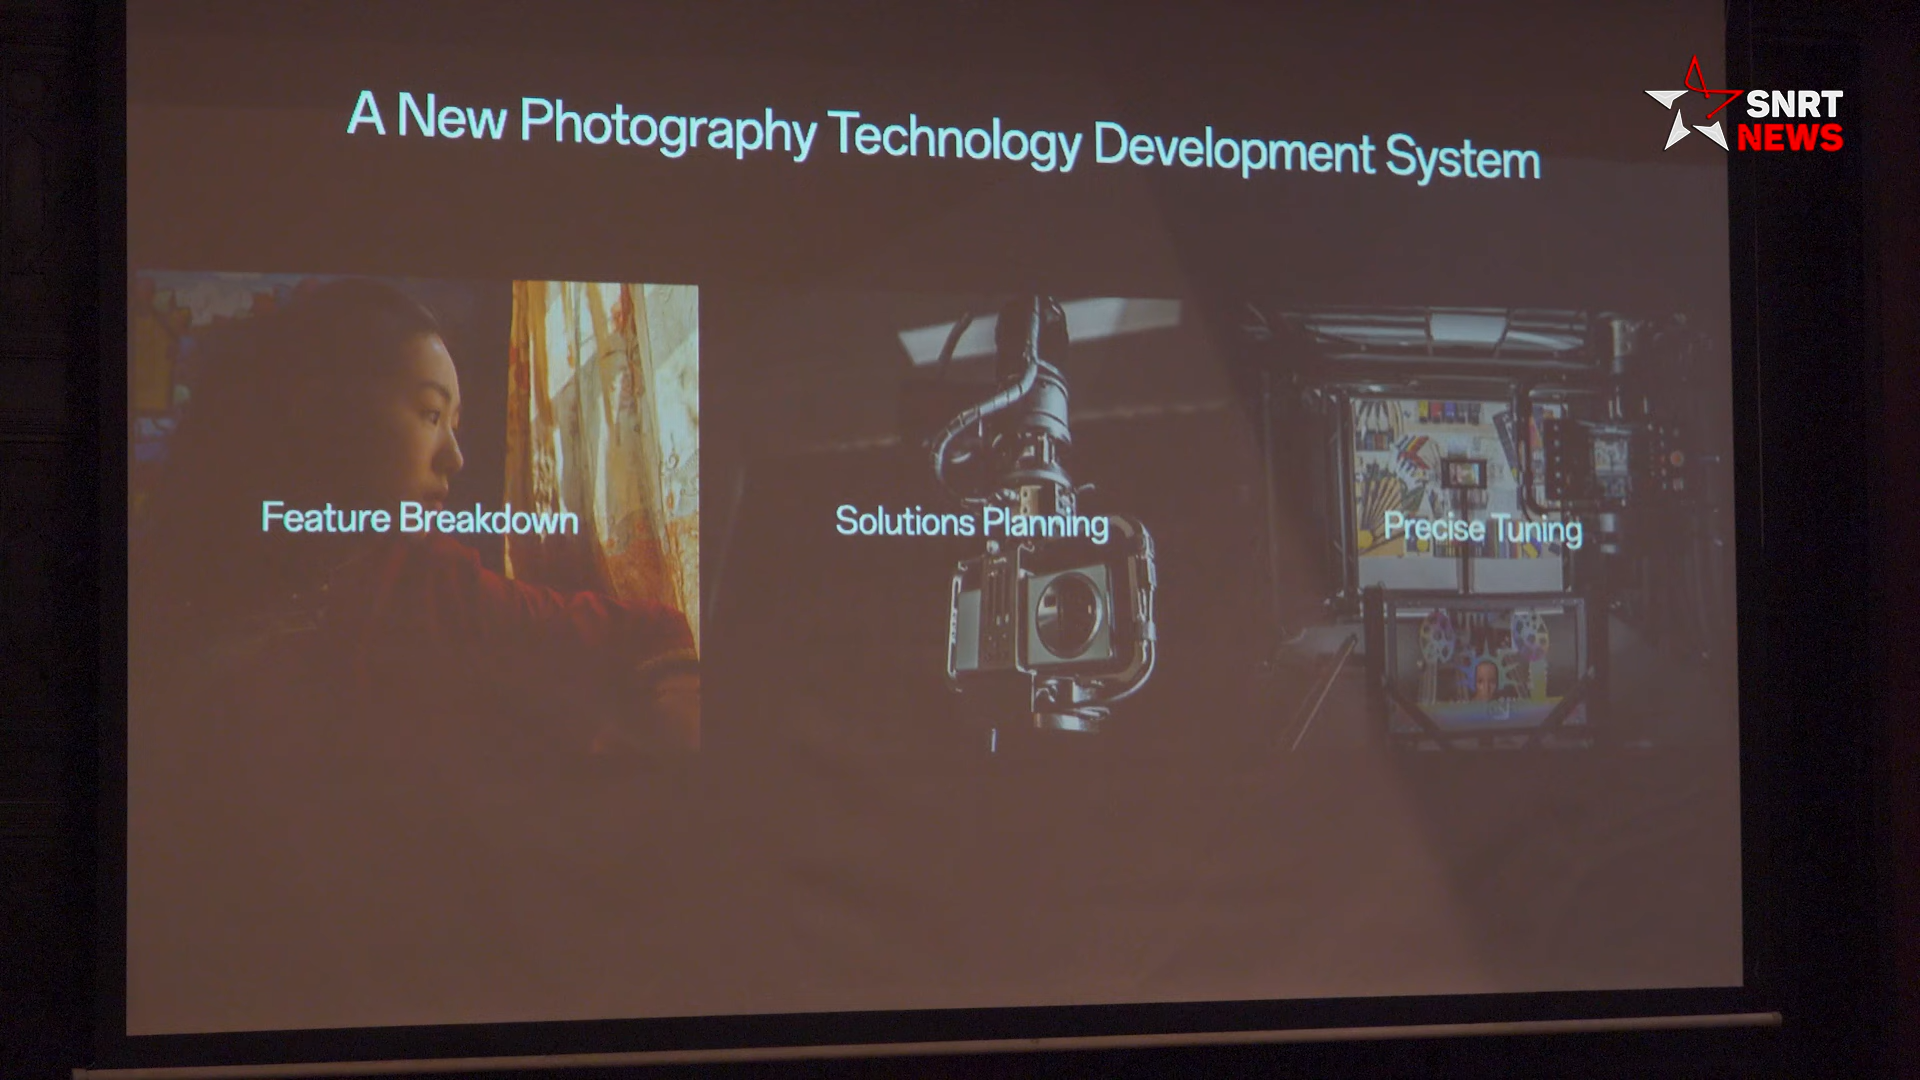 A New Photography Technology Development System
SNRT
NEWS
Feature Breakdown
Solutions Planning
Precise Tuning